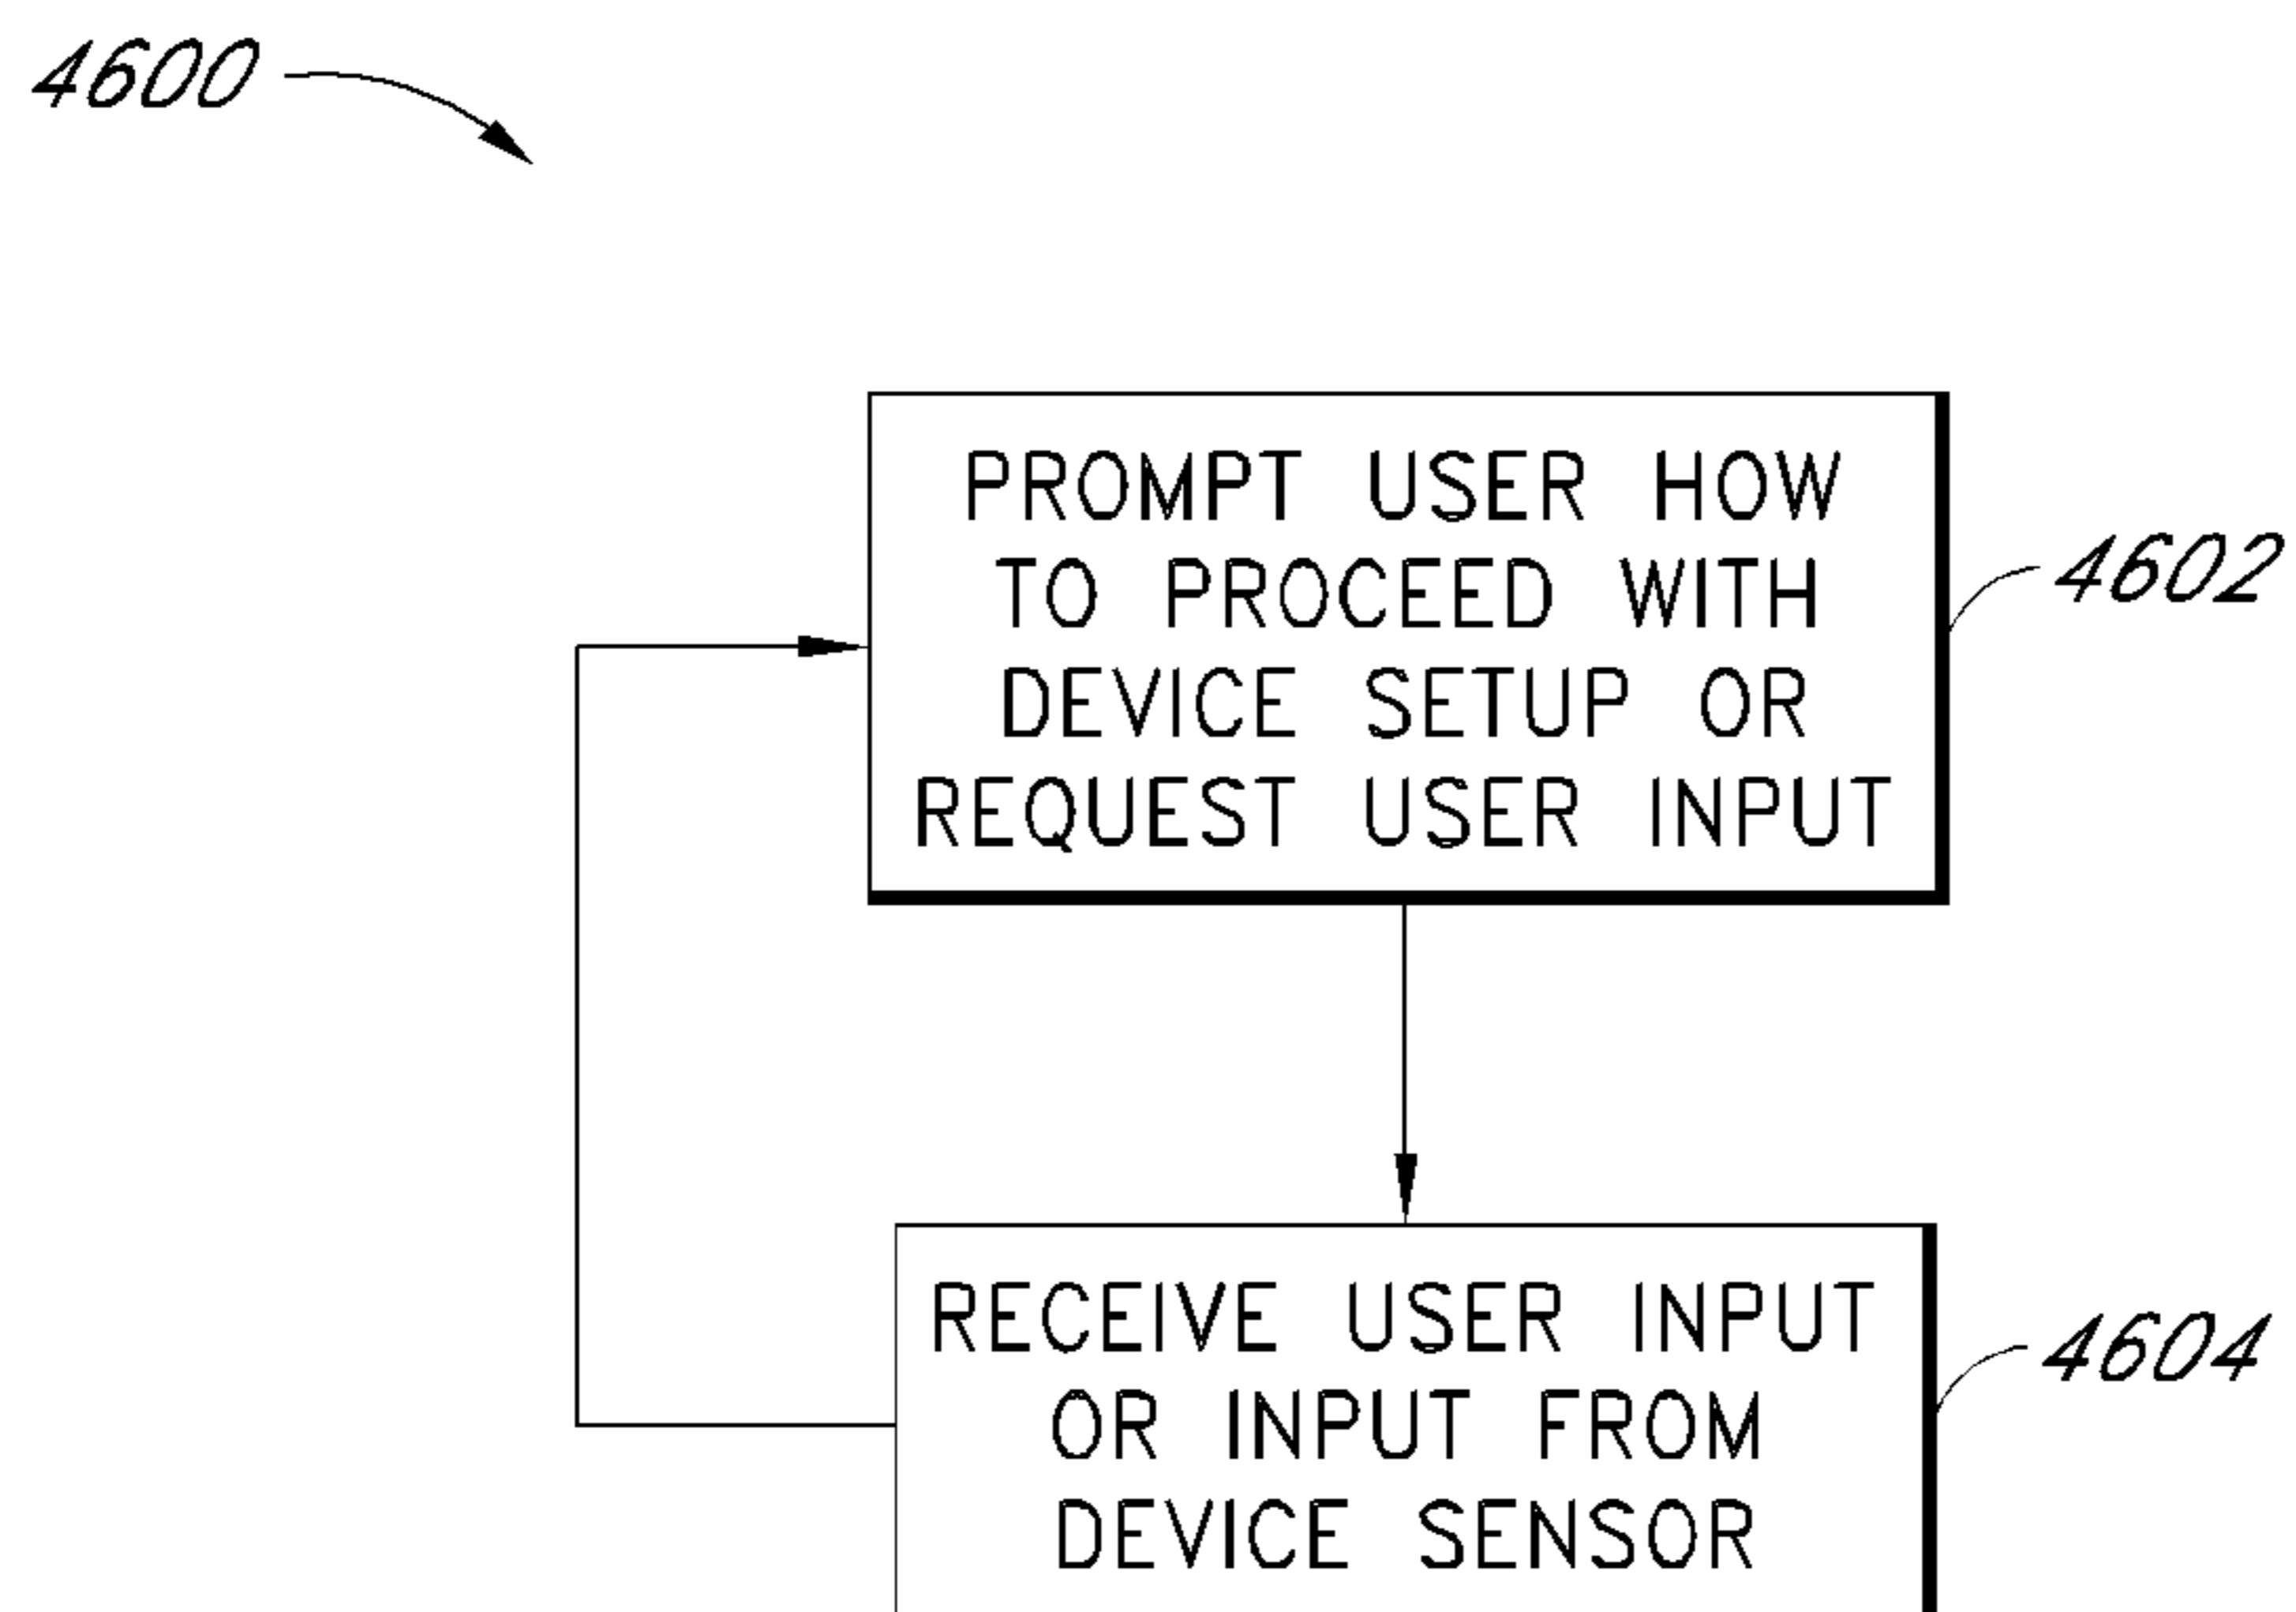 4600
PROMPT USER HOW
TO PROCEED WITH
DEVICE SETUP OR
REQUEST USER INPUT
4602
RECEIVE USER INPUT
OR INPUT FROM
DEVICE SENSOR
4604